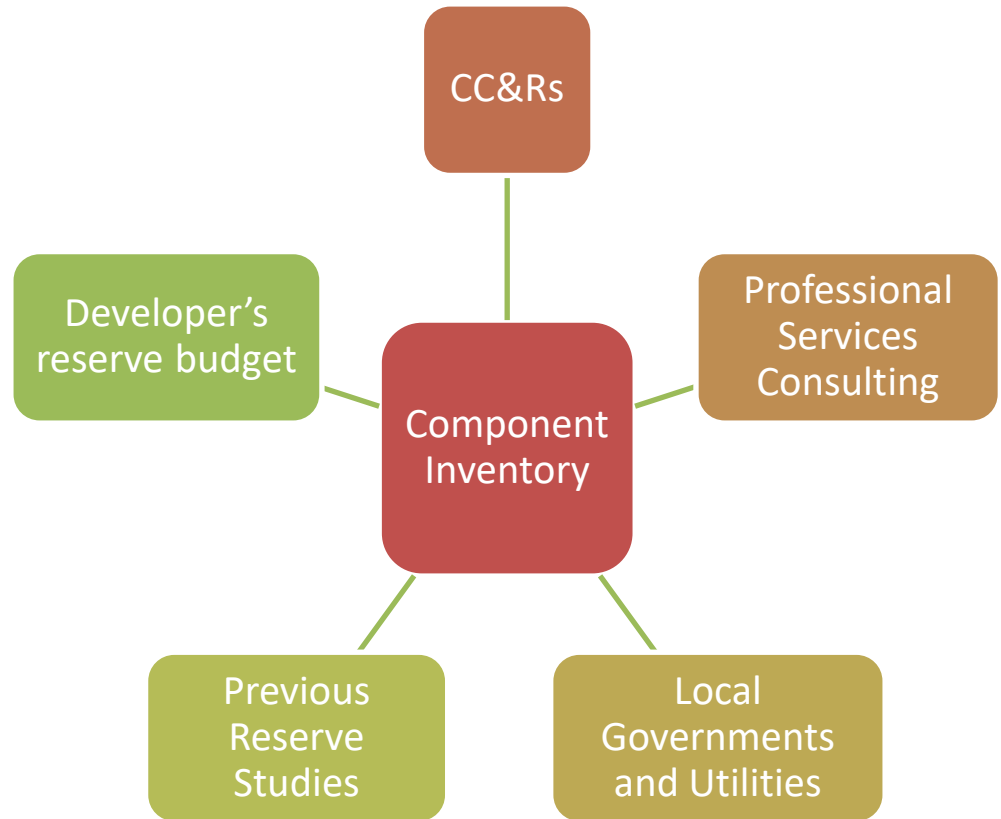 CC&Rs
Developer’s
reserve budget
Professional
Services
Consulting
Component
Inventory
Previous
Reserve
Studies
Local
Governments
and Utilities